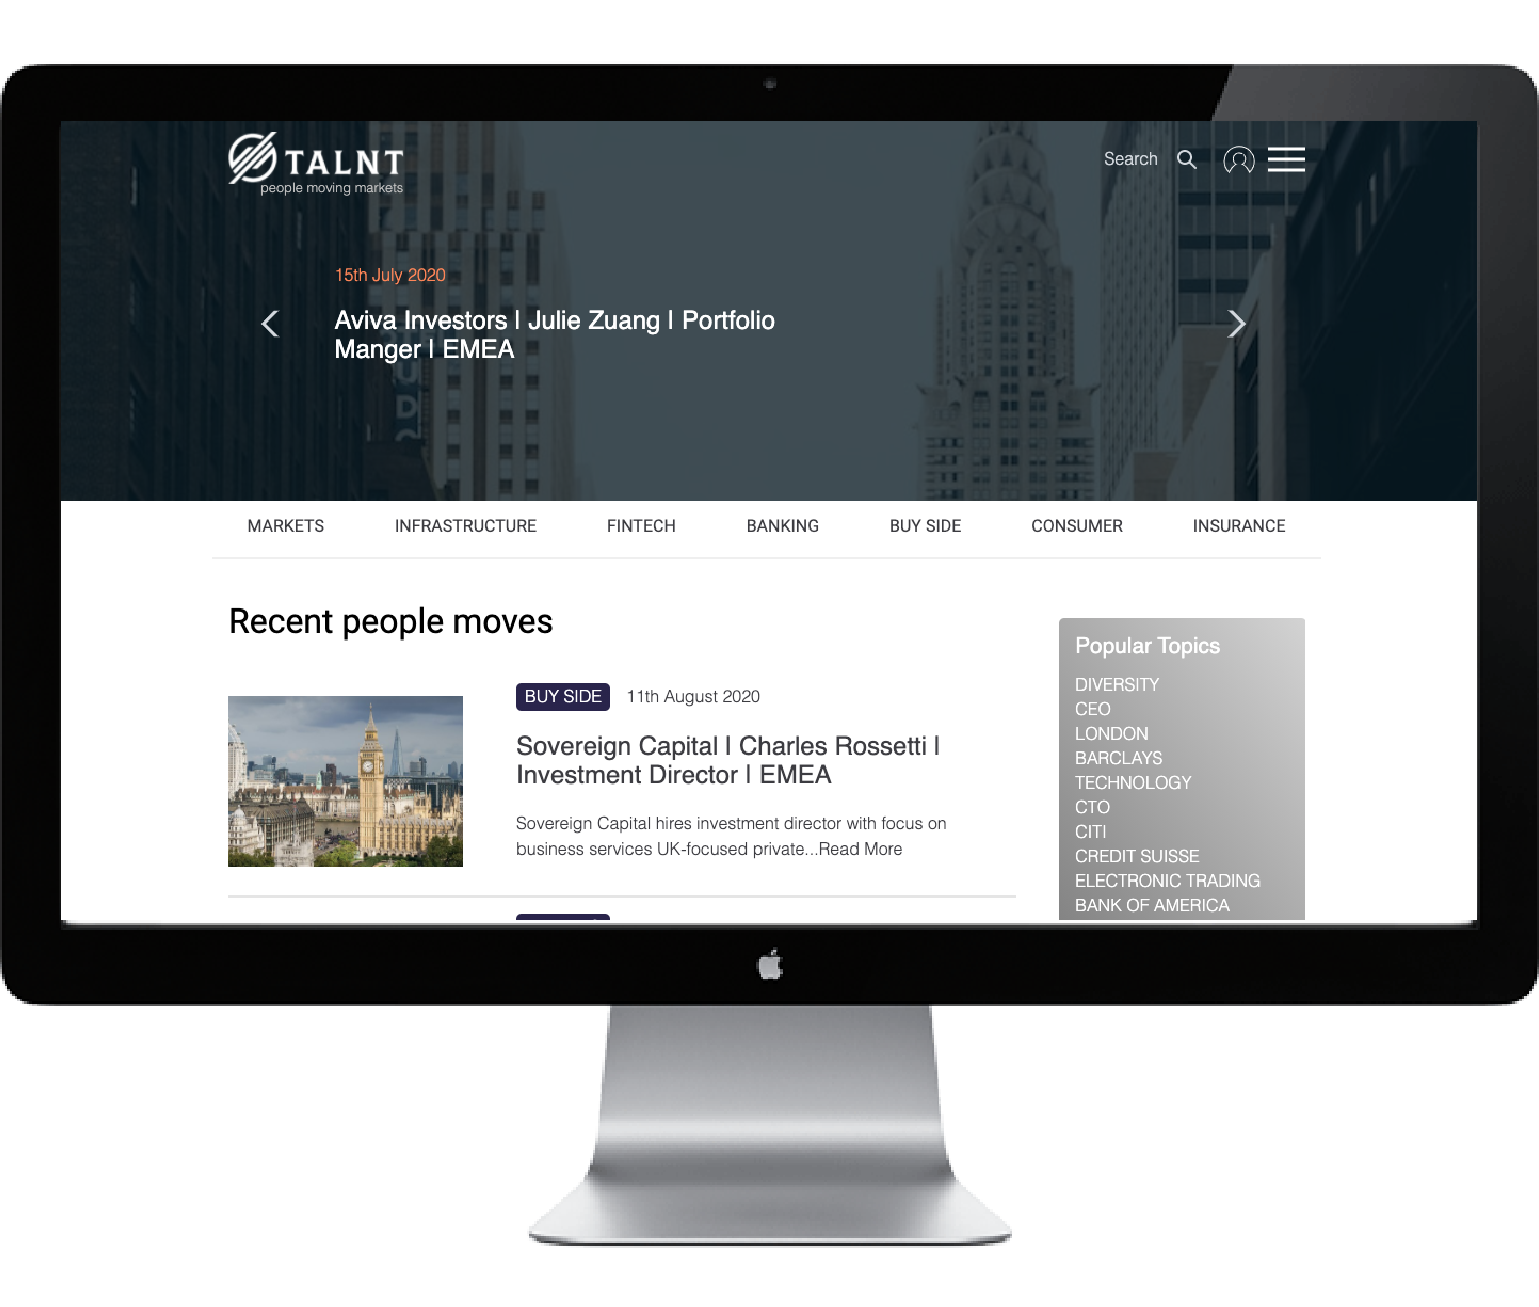 TALNT
people moving markets
Search
15th July 2020
Aviva Investors | Julie Zuang | Portfolio
Manger | EMEA
MARKETS INFRASTRUCTURE FINTECH BANKING BUY SIDE CONSUMER INSURANCE
Recent people moves
BUY SIDE 11th August 2020
Sovereign Capital | Charles Rossetti |
Investment Director | EMEA
Sovereign Capital hires investment director with focus on
business services UK-focused private...Read More
Popular Topics
DIVERSITY
CEO
LONDON
BARCLAYS
TECHNOLOGY
CTO
CITI
CREDIT SUISSE
ELECTRONIC TRADING
BANK OF AMERICA